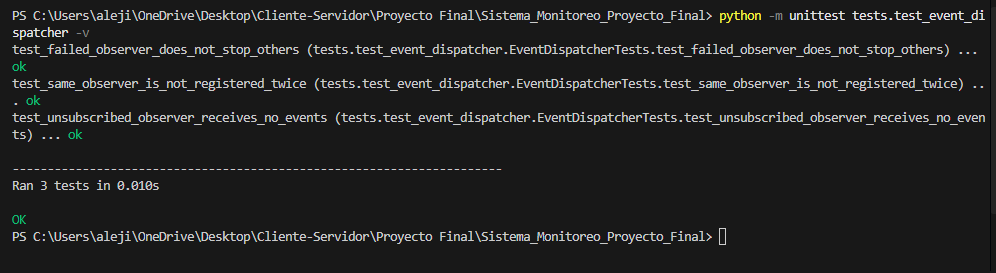 PS C:\Users\aleji\OneDrive\Desktop\Cliente-Servidor\Proyecto Final\Sistema_Monitoreo_Proyecto_Final> python -m unittest tests.test_event_di
spatcher -v
test_failed_observer_does_not_stop_others (tests.test_event_dispatcher.EventDispatcherTests.test_failed_observer_does_not_stop_others) ...
ok
test_same_observer_is_not_registered_twice (tests.test_event_dispatcher.EventDispatcherTests.test_same_observer_is_not_registered_twice) ..
. ok
test_unsubscribed_observer_receives_no_events (tests.test_event_dispatcher.EventDispatcherTests.test_unsubscribed_observer_receives_no_even
ts) ... ok

----------------------------------------------------------------------
Ran 3 tests in 0.010s

OK
PS C:\Users\aleji\OneDrive\Desktop\Cliente-Servidor\Proyecto Final\Sistema_Monitoreo_Proyecto_Final>